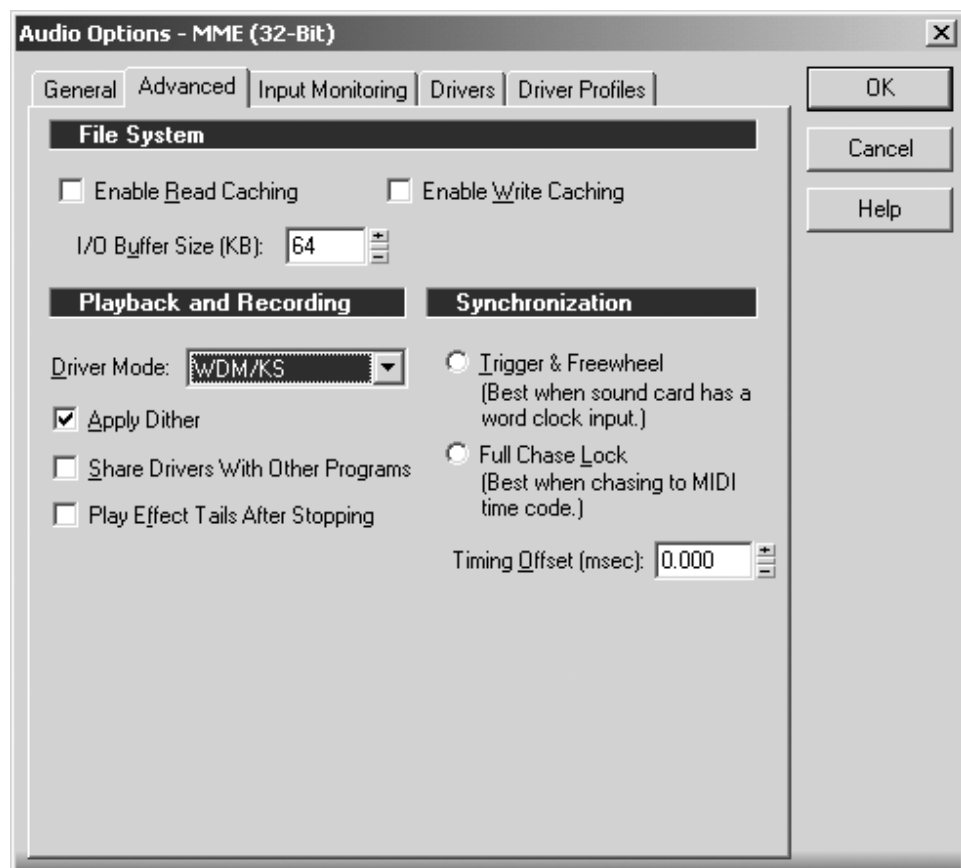 Audio Options - MME (32-Bit)
General Advanced Input Monitoring Drivers Driver Profiles
OK
Cancel
Help
File System
Enable Read Caching
Enable Write Caching
I/O Buffer Size (KB): 64
Playback and Recording
Driver Mode: WDM/KS
Apply Dither
Share Drivers With Other Programs
Play Effect Tails After Stopping
Synchronization
Trigger & Freewheel
(Best when sound card has a
word clock input.)
Full Chase Lock
(Best when chasing to MIDI
time code.)
Timing Offset (msec): 0.000